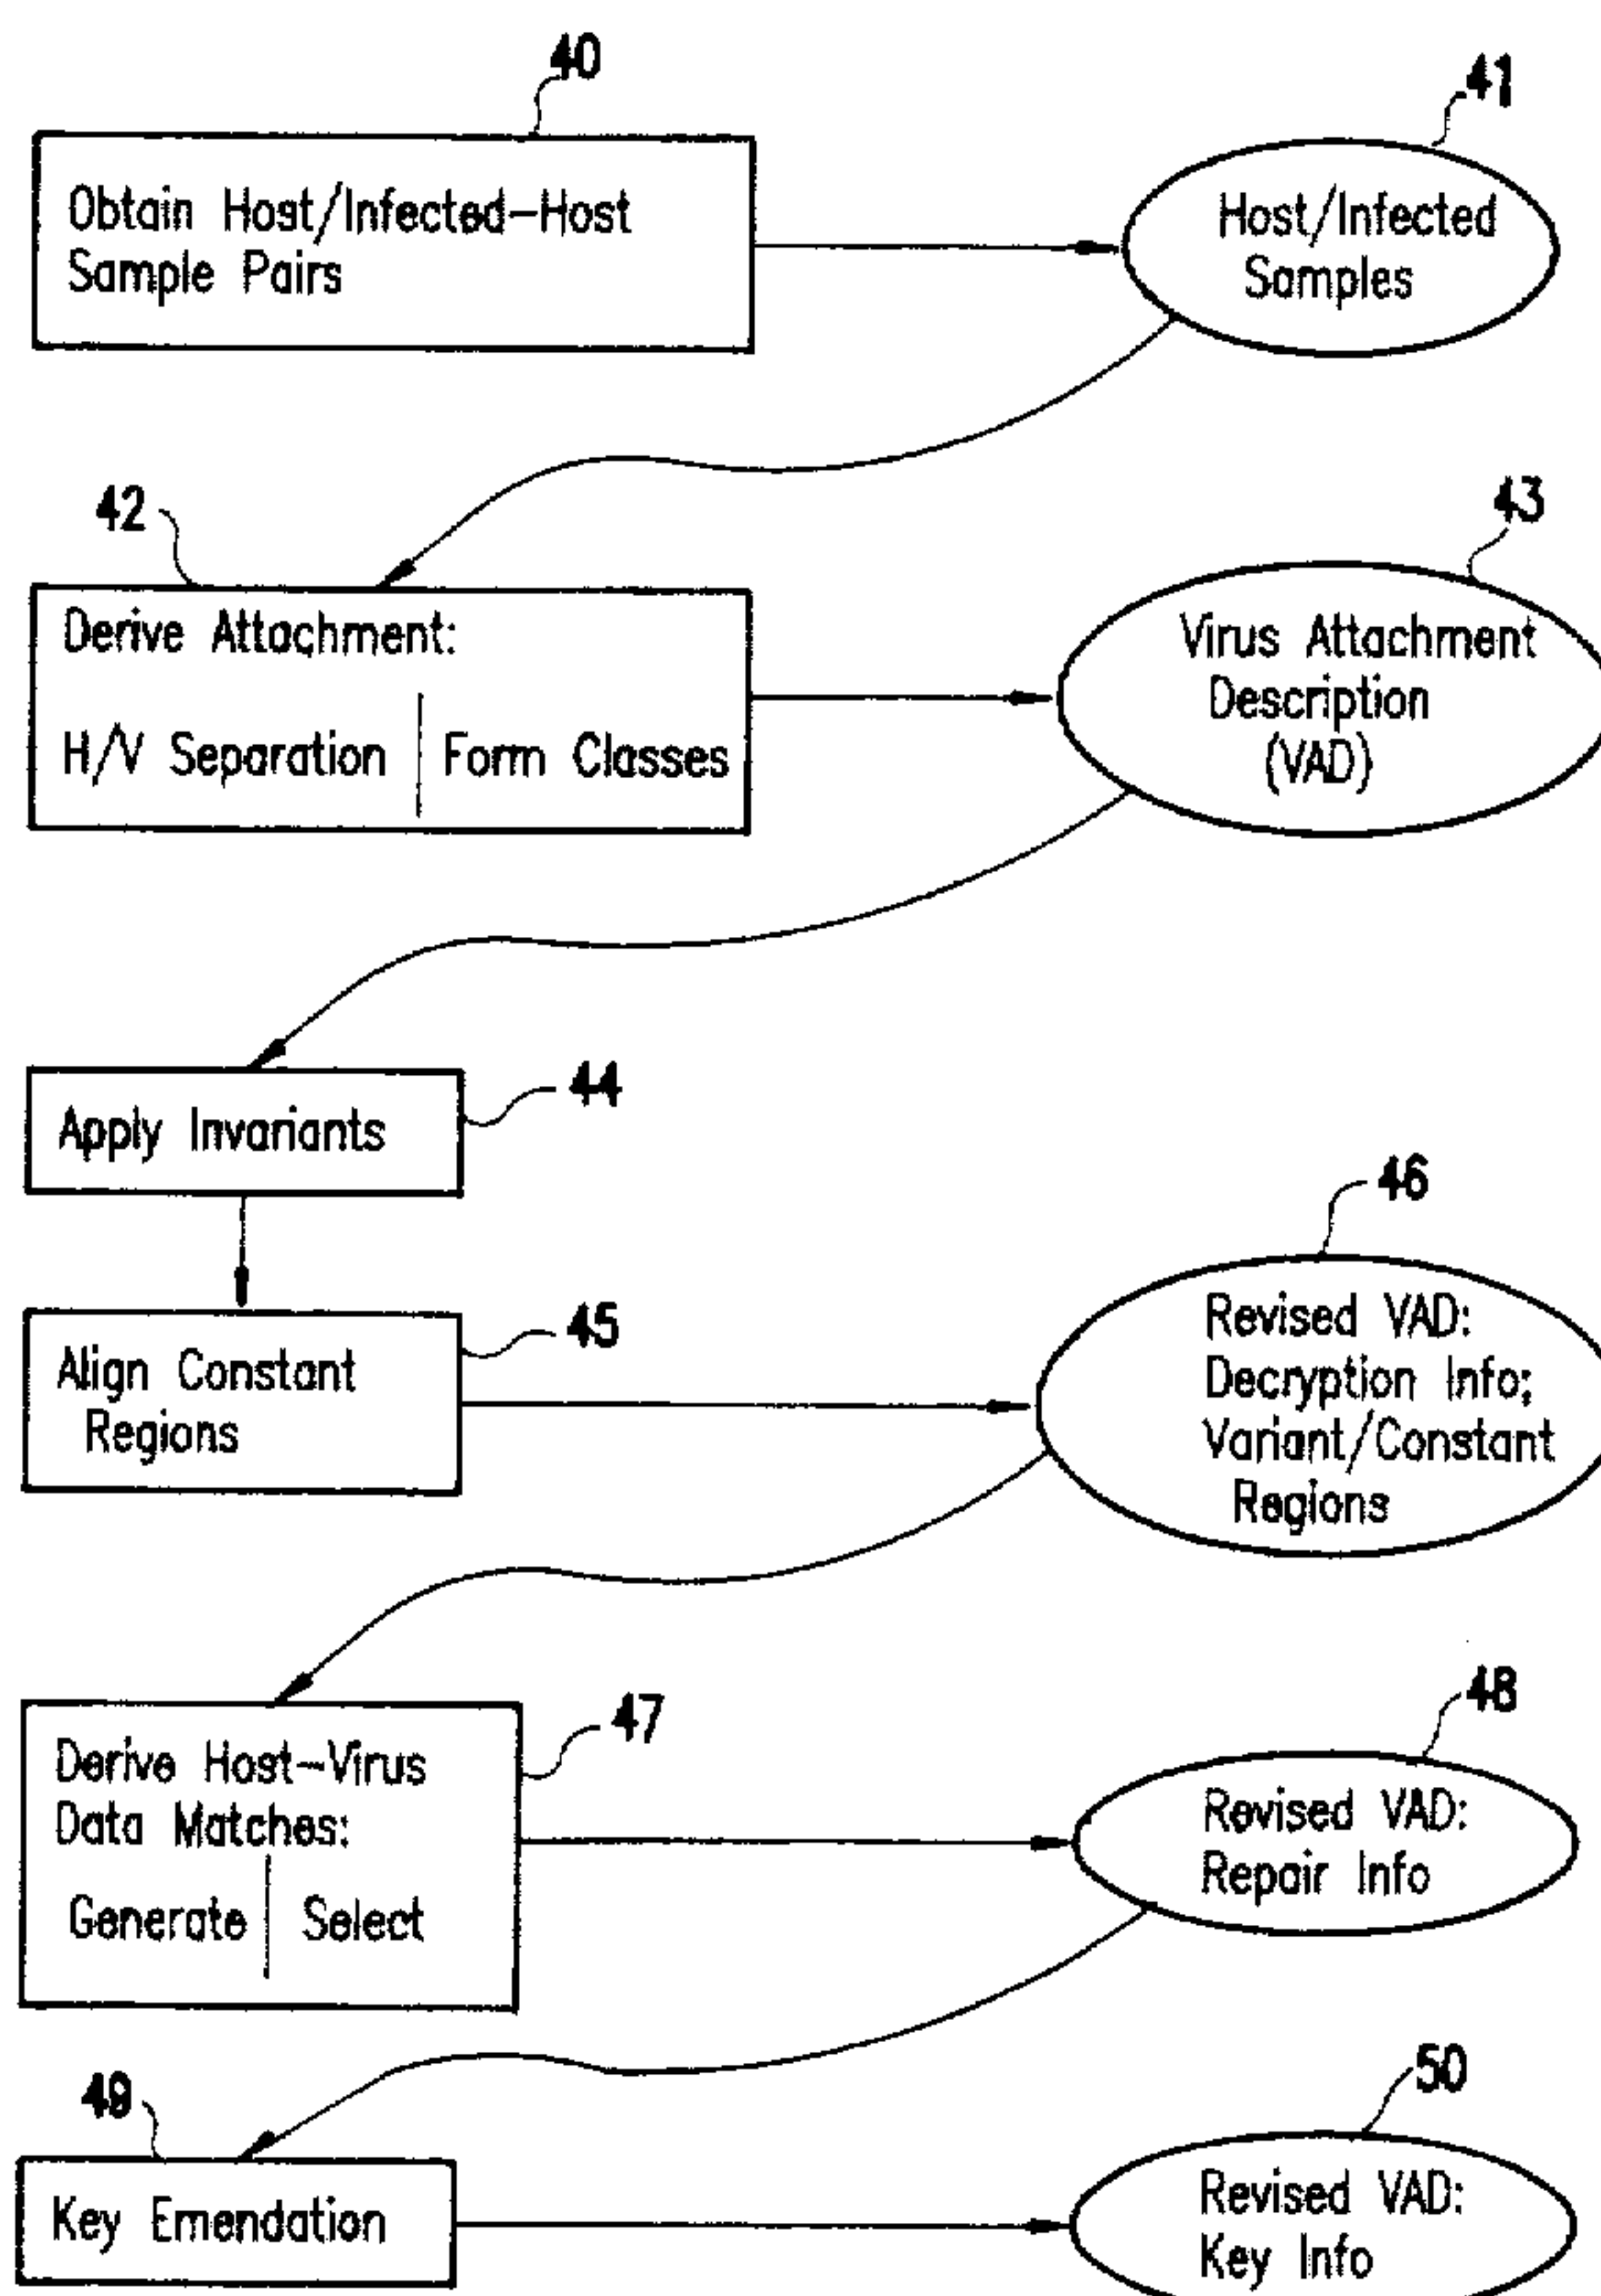 40
41
Obtain Host/Infected-Host
Sample Pairs
Host/Infected
Samples
42
43
Derive Attachment:
H/V Separation | Form Classes
Virus Attachment
Description
(VAD)
44
Apply Invariants
45
Align Constant
Regions
46
Revised VAD:
Decryption Info;
Variant/Constant
Regions
47
Derive Host-Virus
Data Matches:
Generate | Select
48
Revised VAD:
Repair Info
49
Key Emendation
50
Revised VAD:
Key Info